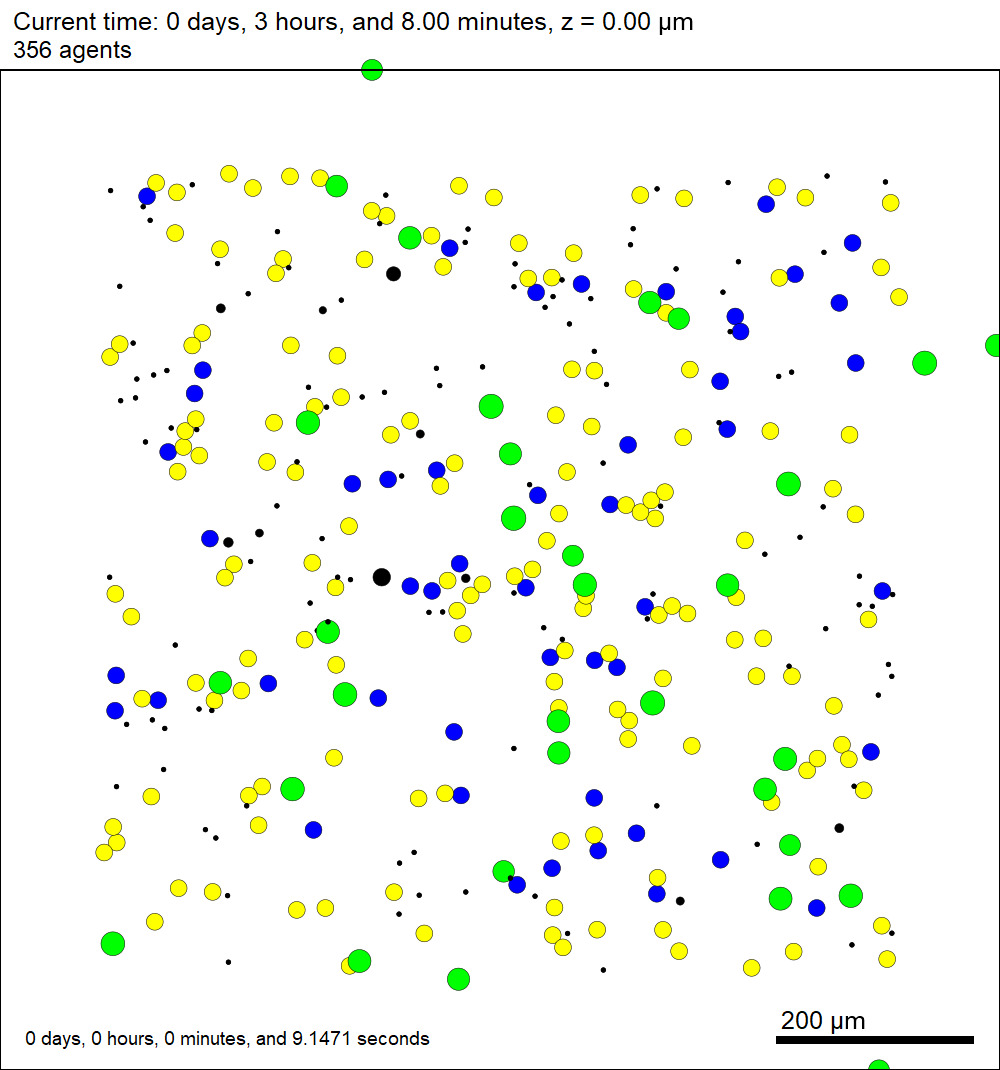 Current time: 0 days, 3 hours, and 8.00 minutes, z = 0.00 µm
356 agents
200 µm
0 days, 0 hours, 0 minutes, and 9.1471 seconds